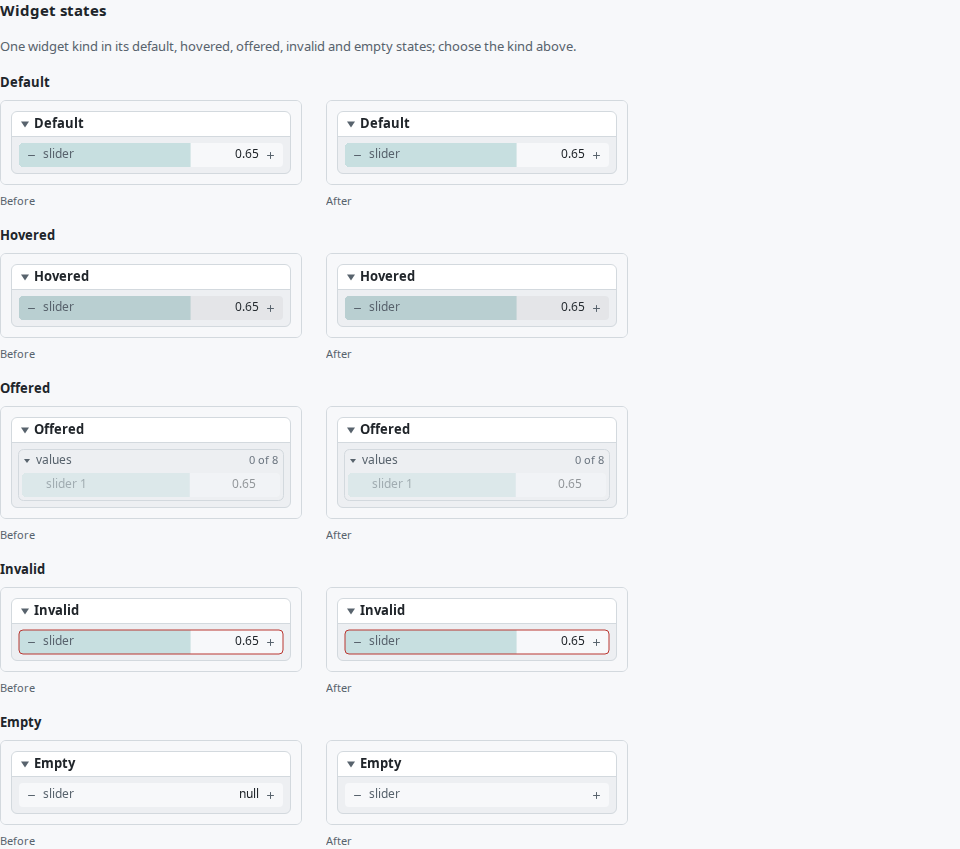 Widget states
One widget kind in its default, hovered, offered, invalid and empty states; choose the kind above.
Default
Default
– slider 0.65 +
Before
Default
– slider 0.65 +
After
Hovered
Hovered
– slider 0.65 +
Before
Hovered
– slider 0.65 +
After
Offered
Offered
values 0 of 8
slider 1 0.65
Before
Offered
values 0 of 8
slider 1 0.65
After
Invalid
Invalid
– slider 0.65 +
Before
Invalid
– slider 0.65 +
After
Empty
Empty
– slider null +
Before
Empty
– slider +
After